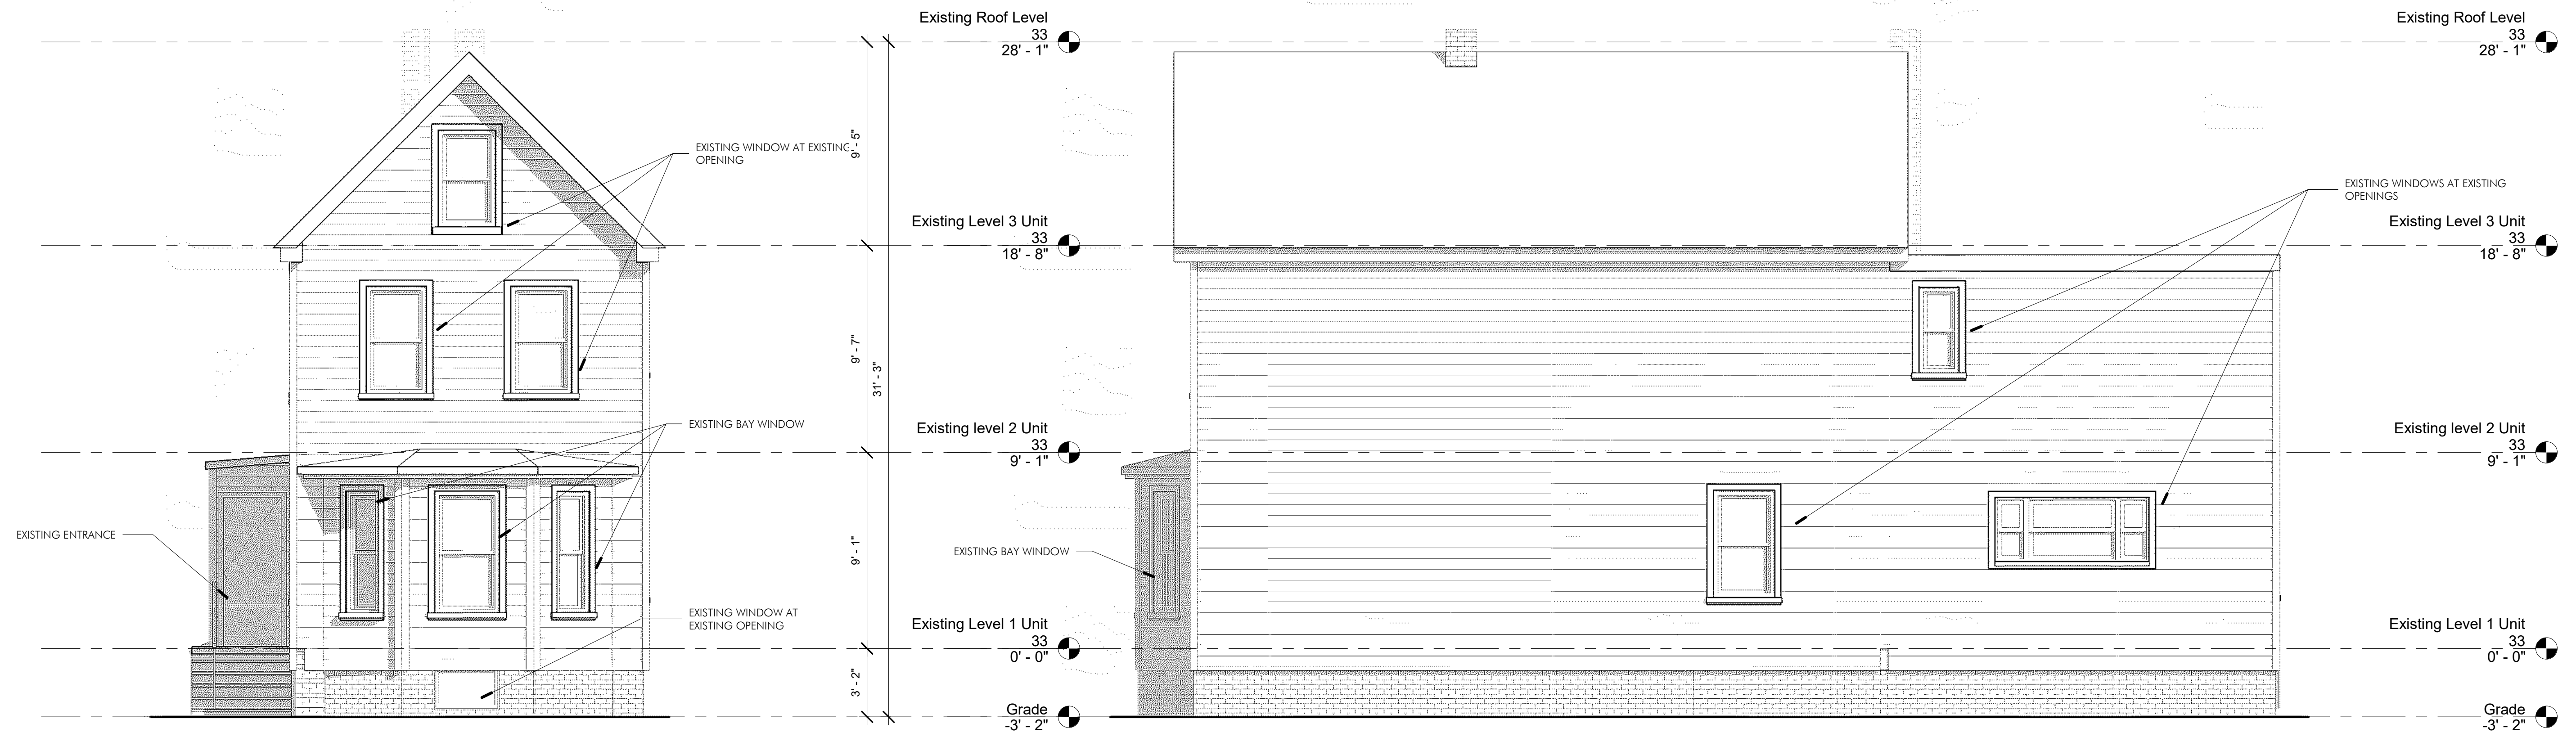 Existing Roof Level
33
28' - 1"
EXISTING WINDOW AT EXISTING
OPENING
9' - 5"
Existing Level 3 Unit
33
18' - 8"
9' - 7"
31' - 3"
EXISTING BAY WINDOW
Existing level 2 Unit
33
9' - 1"
EXISTING ENTRANCE
9' - 1"
EXISTING WINDOW AT
EXISTING OPENING
Existing Level 1 Unit
33
0' - 0"
3' - 2"
Grade
-3' - 2"
Existing Roof Level
33
28' - 1"
EXISTING WINDOWS AT EXISTING
OPENINGS
Existing Level 3 Unit
33
18' - 8"
Existing level 2 Unit
33
9' - 1"
EXISTING BAY WINDOW
Existing Level 1 Unit
33
0' - 0"
Grade
-3' - 2"